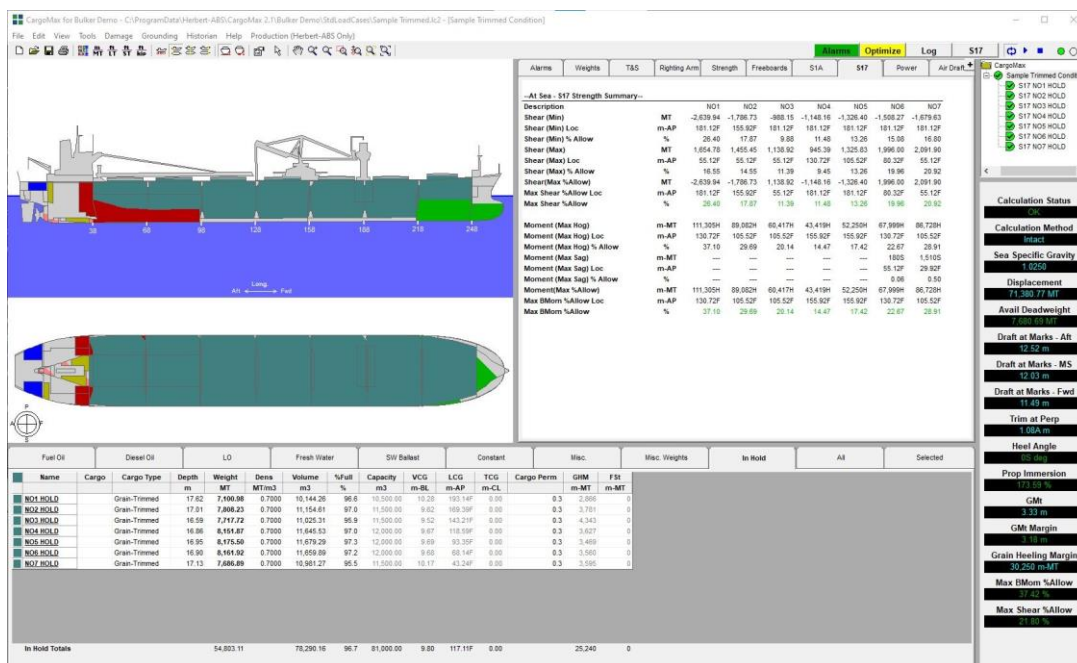 CargoMax for Bulker Demo - C:\ProgramData\Herbert-ABS\CargoMax 2.1\Bulker Demo\StdLoadCases\Sample Trimmed.lc2 - [Sample Trimmed Condition]
File Edit View Tools Damage Grounding Historian Help Production (Herbert-ABS Only)
Alarms Optimize Log S17
Alarms Weights T&S Righting Arm Strength Freeboards S1A S17 Power Air Draft
--At Sea - S17 Strength Summary--
Description NO1 NO2 NO3 NO4 NO5 NO6 NO7
Shear (Min) MT -2,639.94 -1,786.73 -988.15 -1,148.16 -1,326.40 -1,508.27 -1,679.63
Shear (Min) Loc m-AP 181.12F 155.92F 181.12F 181.12F 181.12F 181.12F 181.12F
Shear (Min) % Allow % 26.40 17.87 9.88 11.48 13.26 15.08 16.80
Shear (Max) MT 1,654.78 1,455.45 1,138.92 945.39 1,325.83 1,996.00 2,091.90
Shear (Max) Loc m-AP 55.12F 55.12F 55.12F 130.72F 105.52F 80.32F 55.12F
Shear (Max) % Allow % 16.55 14.55 11.39 9.45 13.26 19.96 20.92
Shear(Max %Allow) MT -2,639.94 -1,786.73 1,138.92 -1,148.16 -1,326.40 1,996.00 2,091.90
Max Shear %Allow Loc m-AP 181.12F 155.92F 55.12F 181.12F 181.12F 80.32F 55.12F
Max Shear %Allow % 26.40 17.87 11.39 11.48 13.26 19.96 20.92
Moment (Max Hog) m-MT 111,305H 89,082H 60,417H 43,419H 52,250H 67,999H 86,728H
Moment (Max Hog) Loc m-AP 130.72F 105.52F 105.52F 155.92F 155.92F 130.72F 105.52F
Moment (Max Hog) % Allow % 37.10 29.69 20.14 14.47 17.42 22.67 28.91
Moment (Max Sag) m-MT --- --- --- --- --- 180S 1,510S
Moment (Max Sag) Loc m-AP --- --- --- --- --- 55.12F 29.92F
Moment (Max Sag) % Allow % --- --- --- --- --- 0.06 0.50
Moment(Max %Allow) m-MT 111,305H 89,082H 60,417H 43,419H 52,250H 67,999H 86,728H
Max BMom %Allow Loc m-AP 130.72F 105.52F 105.52F 155.92F 155.92F 130.72F 105.52F
Max BMom %Allow % 37.10 29.69 20.14 14.47 17.42 22.67 28.91
CargoMax
Sample Trimmed Condit
S17 NO1 HOLD
S17 NO2 HOLD
S17 NO3 HOLD
S17 NO4 HOLD
S17 NO5 HOLD
S17 NO6 HOLD
S17 NO7 HOLD
30 60 90 120 150 180 210 240
Long.
Aft Fwd
P
A F
S
Calculation Status
OK
Calculation Method
Intact
Sea Specific Gravity
1.0250
Displacement
71,380.77 MT
Avail Deadweight
7,680.69 MT
Draft at Marks - Aft
12.52 m
Draft at Marks - MS
12.03 m
Draft at Marks - Fwd
11.49 m
Trim at Perp
1.08A m
Heel Angle
0S deg
Prop Immersion
173.59 %
GMt
3.33 m
GMt Margin
3.18 m
Grain Heeling Margin
30,250 m-MT
Max BMom %Allow
37.42 %
Max Shear %Allow
21.80 %
Fuel Oil Diesel Oil LO Fresh Water SW Ballast Constant Misc. Misc. Weights In Hold All Selected
Name Cargo Cargo Type Depth Weight Dens Volume %Full Capacity VCG LCG TCG Cargo Perm GHM FSt
m MT MT/m3 m3 % m3 m-BL m-AP m-CL m-MT m-MT
NO1 HOLD Grain-Trimmed 17.62 7,100.98 0.7000 10,144.26 96.6 10,500.00 10.28 193.14F 0.00 0.3 2,866 0
NO2 HOLD Grain-Trimmed 17.01 7,808.23 0.7000 11,154.61 97.0 11,500.00 9.62 169.39F 0.00 0.3 3,781 0
NO3 HOLD Grain-Trimmed 16.59 7,717.72 0.7000 11,025.31 95.9 11,500.00 9.52 143.21F 0.00 0.3 4,343 0
NO4 HOLD Grain-Trimmed 16.86 8,151.87 0.7000 11,645.53 97.0 12,000.00 9.67 118.59F 0.00 0.3 3,627 0
NO5 HOLD Grain-Trimmed 16.95 8,175.50 0.7000 11,679.29 97.3 12,000.00 9.69 93.35F 0.00 0.3 3,469 0
NO6 HOLD Grain-Trimmed 16.90 8,161.92 0.7000 11,659.89 97.2 12,000.00 9.68 68.14F 0.00 0.3 3,560 0
NO7 HOLD Grain-Trimmed 17.13 7,686.89 0.7000 10,981.27 95.5 11,500.00 10.17 43.24F 0.00 0.3 3,595 0
In Hold Totals 54,803.11 78,290.16 96.7 81,000.00 9.80 117.11F 0.00 25,240 0